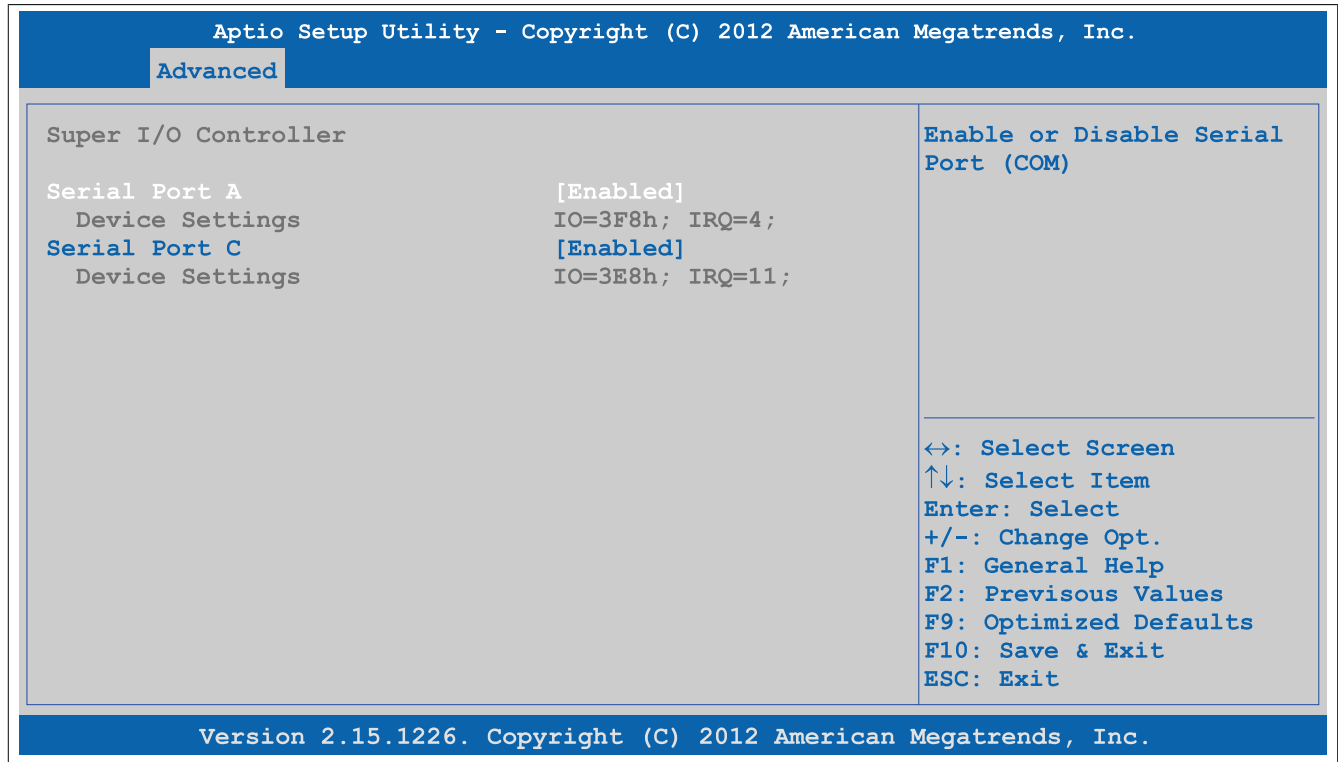 Aptio Setup Utility - Copyright (C) 2012 American Megatrends, Inc.
Advanced
Super I/O Controller
Serial Port A [Enabled]
Device Settings IO=3F8h; IRQ=4;
Serial Port C [Enabled]
Device Settings IO=3E8h; IRQ=11;
Enable or Disable Serial
Port (COM)
↔: Select Screen
↑↓: Select Item
Enter: Select
+/-: Change Opt.
F1: General Help
F2: Previsous Values
F9: Optimized Defaults
F10: Save & Exit
ESC: Exit
Version 2.15.1226. Copyright (C) 2012 American Megatrends, Inc.